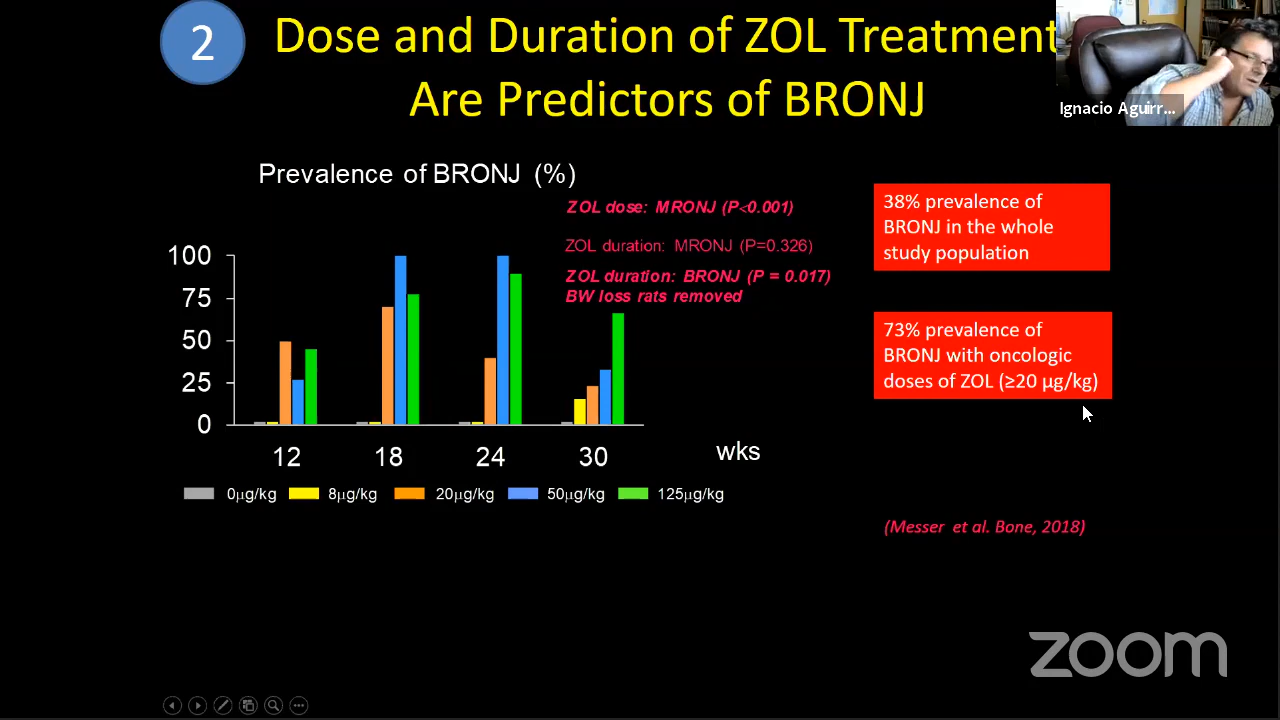 2
Dose and Duration of ZOL Treatment
Are Predictors of BRONJ
Ignacio Aguirr...
Prevalence of BRONJ (%)
ZOL dose: MRONJ (P<0.001)
ZOL duration: MRONJ (P=0.326)
ZOL duration: BRONJ (P = 0.017)
BW loss rats removed
38% prevalence of
BRONJ in the whole
study population
73% prevalence of
BRONJ with oncologic
doses of ZOL (≥20 µg/kg)
100
75
50
25
0
12 18 24 30 wks
0µg/kg 8µg/kg 20µg/kg 50µg/kg 125µg/kg
(Messer et al. Bone, 2018)
zoom